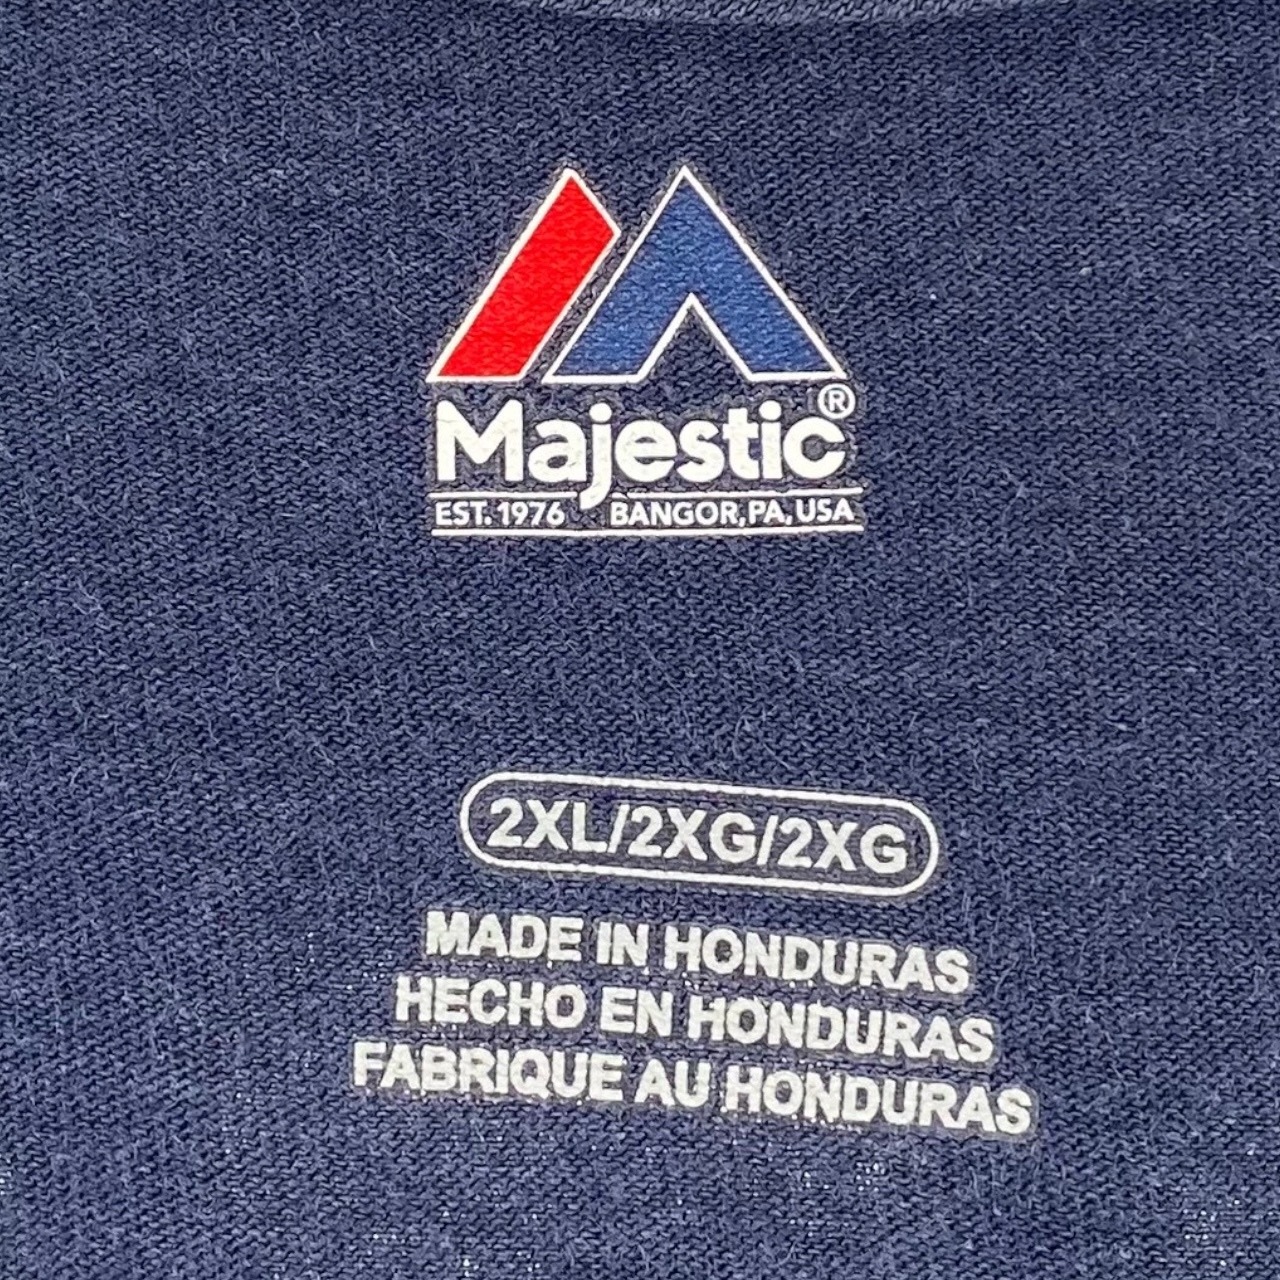 Majestic®
EST. 1976 BANGOR, PA, USA
2XL/2XG/2XG
MADE IN HONDURAS
HECHO EN HONDURAS
FABRIQUE AU HONDURAS